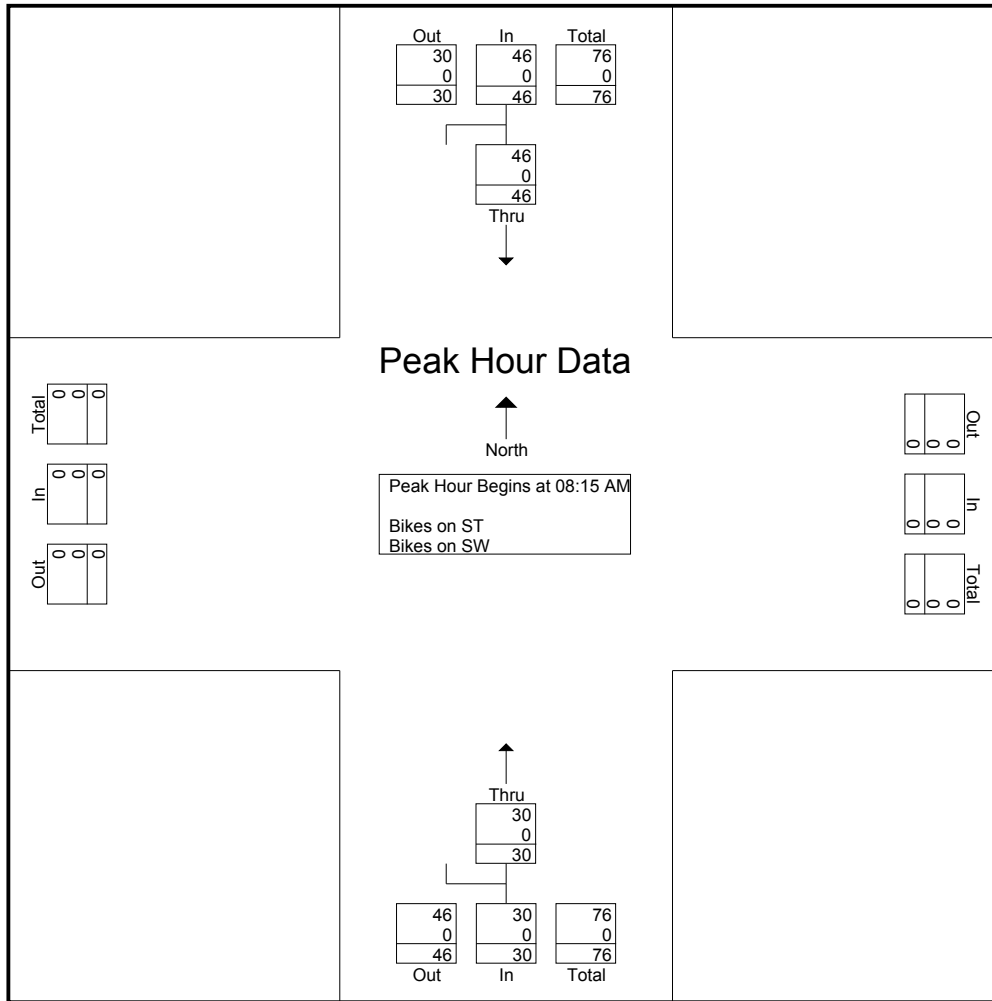 Out In Total
30 46 76
0 0 0
30 46 76
46
0
46
Thru
Peak Hour Data
North
Peak Hour Begins at 08:15 AM
Bikes on ST
Bikes on SW
Total
0 0 0
In
0 0 0
Out
0 0 0
Out
0 0 0
In
0 0 0
Total
0 0 0
Thru
30
0
30
46 30 76
0 0 0
46 30 76
Out In Total